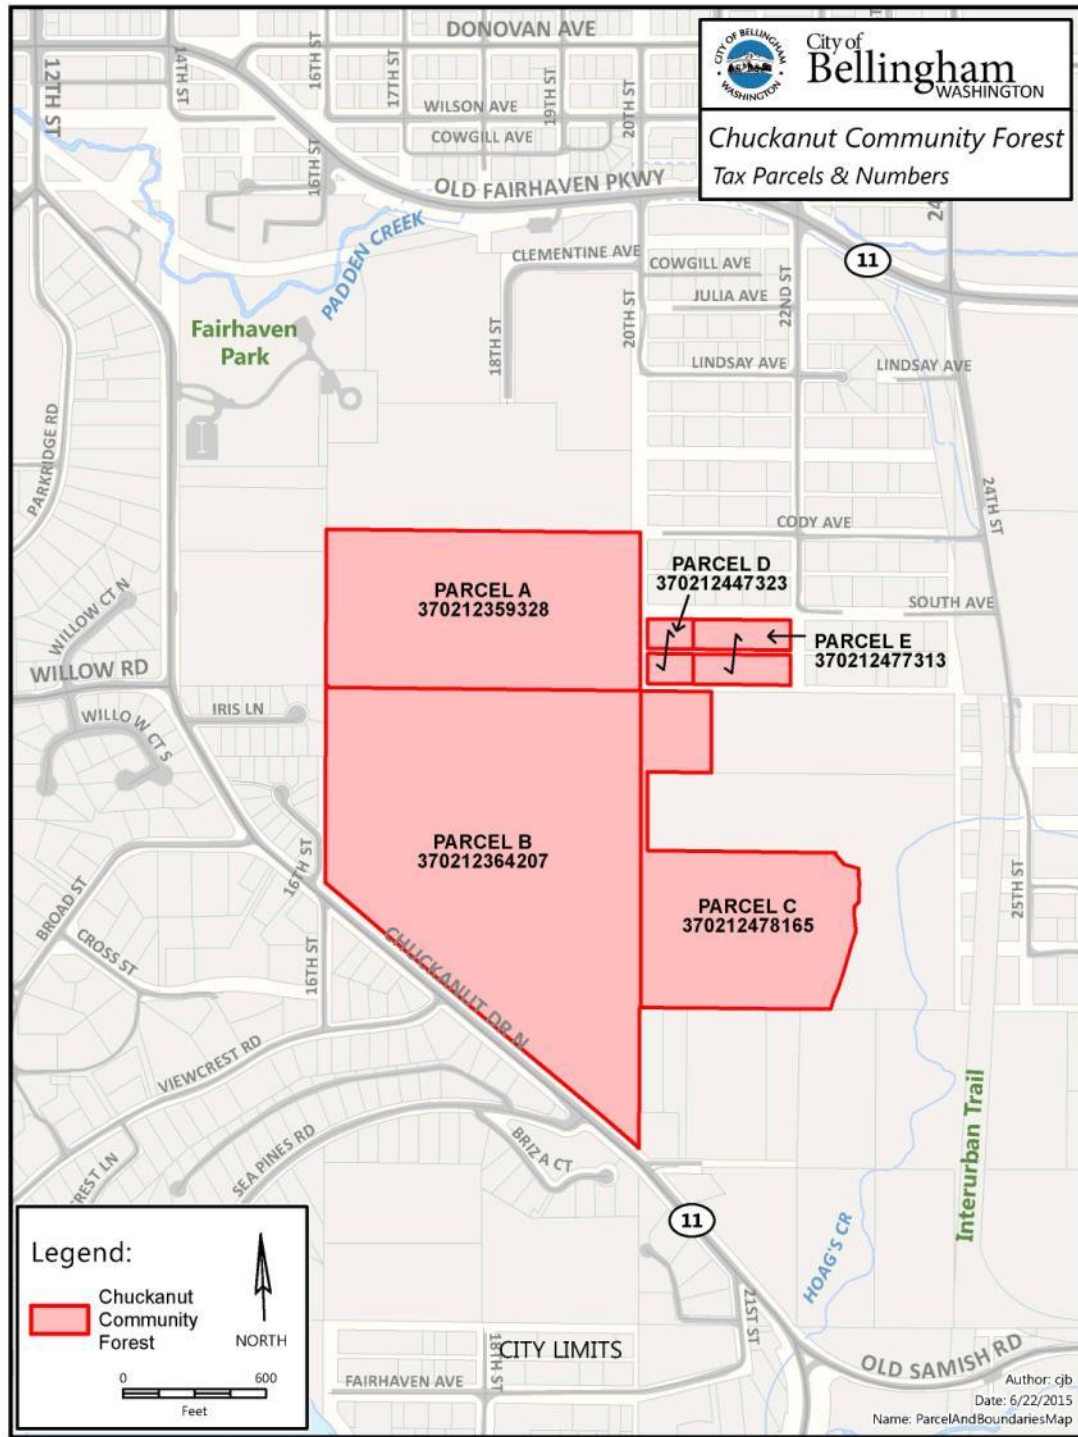 DONOVAN AVE
14TH ST
16TH ST
17TH ST
19TH ST
20TH ST
12TH ST
WILSON AVE
COWGILL AVE
CITY OF BELLINGHAM
WASHINGTON
City of
Bellingham
WASHINGTON
Chuckanut Community Forest
Tax Parcels & Numbers
16TH ST
OLD FAIRHAVEN PKWY
PADDEN CREEK
CLEMENTINE AVE
COWGILL AVE
JULIA AVE
11
22ND ST
20TH ST
18TH ST
Fairhaven
Park
LINDSAY AVE
LINDSAY AVE
PARKRIDGE RD
24TH ST
CODY AVE
PARCEL A
370212359328
PARCEL D
370212447323
SOUTH AVE
PARCEL E
370212477313
WILLOW CT N
WILLOW RD
WILLOW CT S
IRIS LN
PARCEL B
370212364207
16TH ST
BROAD ST
CROSS ST
16TH ST
CHUCKANUT DR N
PARCEL C
370212478165
25TH ST
VIEWCREST RD
SEA PINES RD
BRIZA CT
CREST LN
Interurban Trail
HOAG'S CR
11
21ST ST
18TH ST
CITY LIMITS
FAIRHAVEN AVE
OLD SAMISH RD
Legend:
Chuckanut
Community
Forest
NORTH
0 600
Feet
Author: cjb
Date: 6/22/2015
Name: ParcelAndBoundariesMap